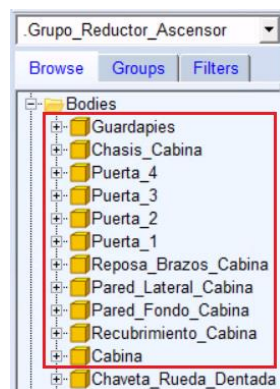 .Grupo_Reductor_Ascensor
Browse Groups Filters
Bodies
Guardapies
Chasis_Cabina
Puerta_4
Puerta_3
Puerta_2
Puerta_1
Reposa_Brazos_Cabina
Pared_Lateral_Cabina
Pared_Fondo_Cabina
Recubrimiento_Cabina
Cabina
Chaveta_Rueda_Dentada